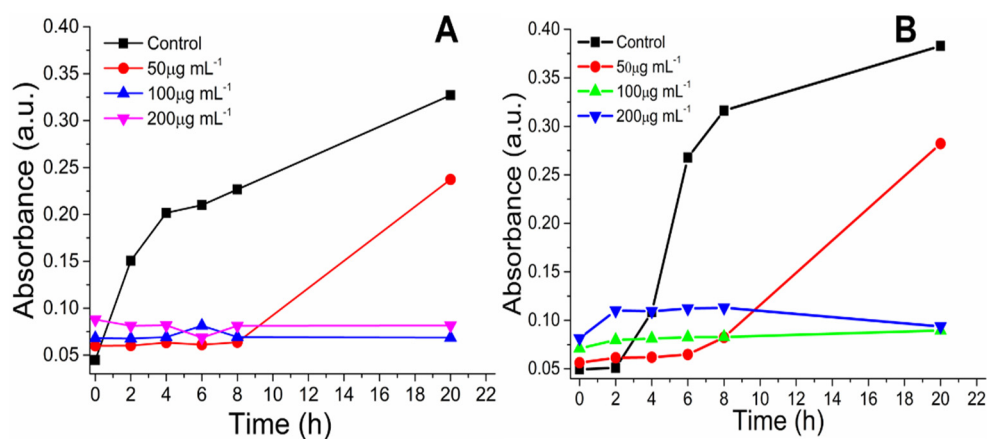 A
Control
50μg mL⁻¹
100μg mL⁻¹
200μg mL⁻¹
Absorbance (a.u.)
0.40
0.35
0.30
0.25
0.20
0.15
0.10
0.05
0 2 4 6 8 10 12 14 16 18 20 22
Time (h)
B
Control
50μg mL⁻¹
100μg mL⁻¹
200μg mL⁻¹
Absorbance (a.u.)
0.40
0.35
0.30
0.25
0.20
0.15
0.10
0.05
0 2 4 6 8 10 12 14 16 18 20 22
Time (h)